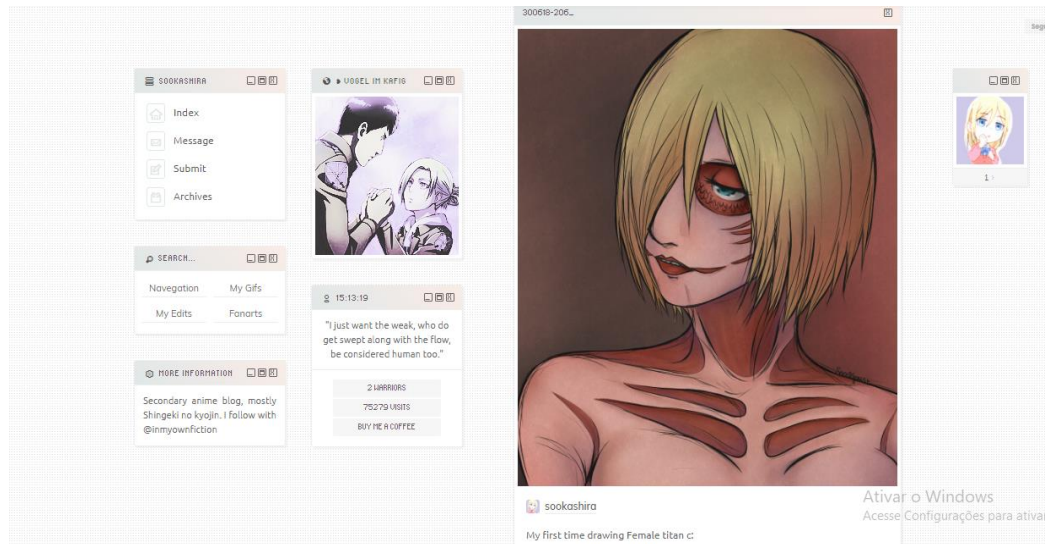 SOOKASHIRA
Index
Message
Submit
Archives
SEARCH...
Navigation
My Gifs
My Edits
Fanarts
MORE INFORMATION
Secondary anime blog, mostly
Shingeki no kyojin. I follow with
@inmyownfiction
VOGEL IM KAFIG
15:13:19
"I just want the weak, who do
get swept along with the flow,
be considered human too."
2 WARRIORS
75279 VISITS
BUY ME A COFFEE
300618-206_
sookashira
My first time drawing Female titan c:
1
Ativar o Windows
Acesse Configurações para ativar